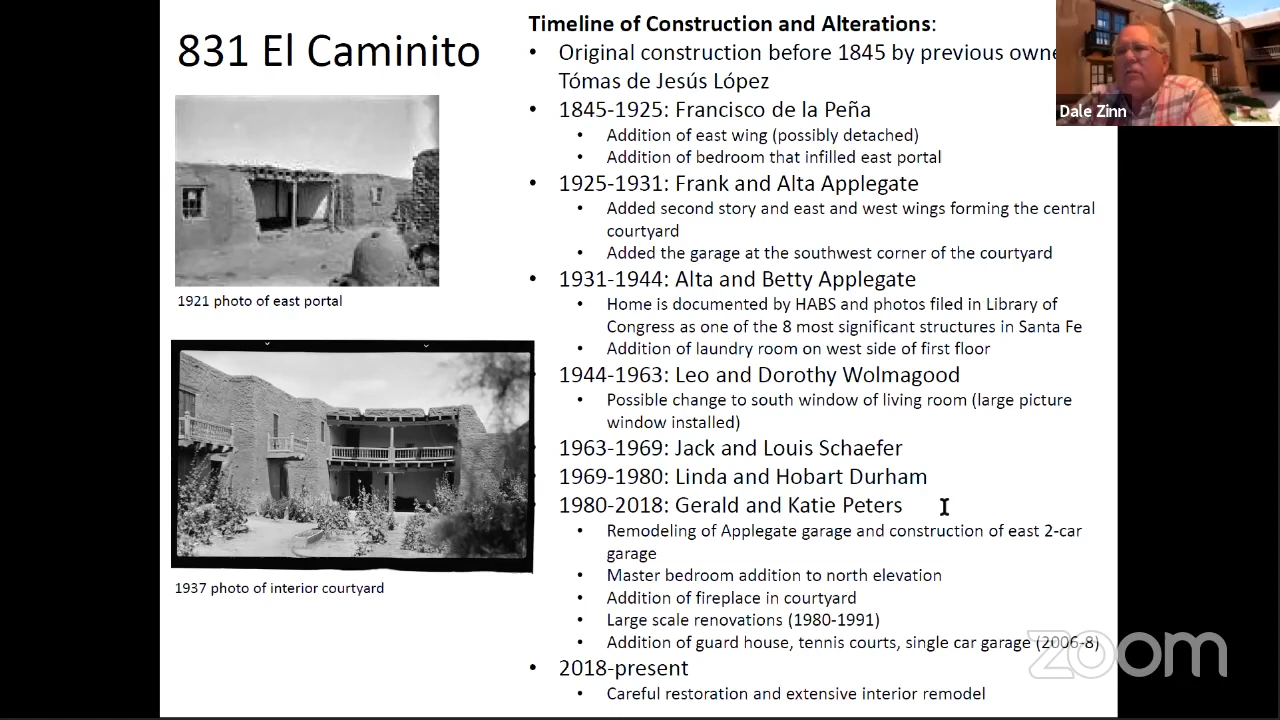 831 El Caminito
1921 photo of east portal
1937 photo of interior courtyard
Timeline of Construction and Alterations:
• Original construction before 1845 by previous owne
Tómas de Jesús López
• 1845-1925: Francisco de la Peña
• Addition of east wing (possibly detached)
• Addition of bedroom that infilled east portal
• 1925-1931: Frank and Alta Applegate
• Added second story and east and west wings forming the central
courtyard
• Added the garage at the southwest corner of the courtyard
• 1931-1944: Alta and Betty Applegate
• Home is documented by HABS and photos filed in Library of
Congress as one of the 8 most significant structures in Santa Fe
• Addition of laundry room on west side of first floor
1944-1963: Leo and Dorothy Wolmagood
• Possible change to south window of living room (large picture
window installed)
1963-1969: Jack and Louis Schaefer
1969-1980: Linda and Hobart Durham
1980-2018: Gerald and Katie Peters
• Remodeling of Applegate garage and construction of east 2-car
garage
• Master bedroom addition to north elevation
• Addition of fireplace in courtyard
• Large scale renovations (1980-1991)
• Addition of guard house, tennis courts, single car garage (2006-8)
• 2018-present
• Careful restoration and extensive interior remodel
Dale Zinn
zoom